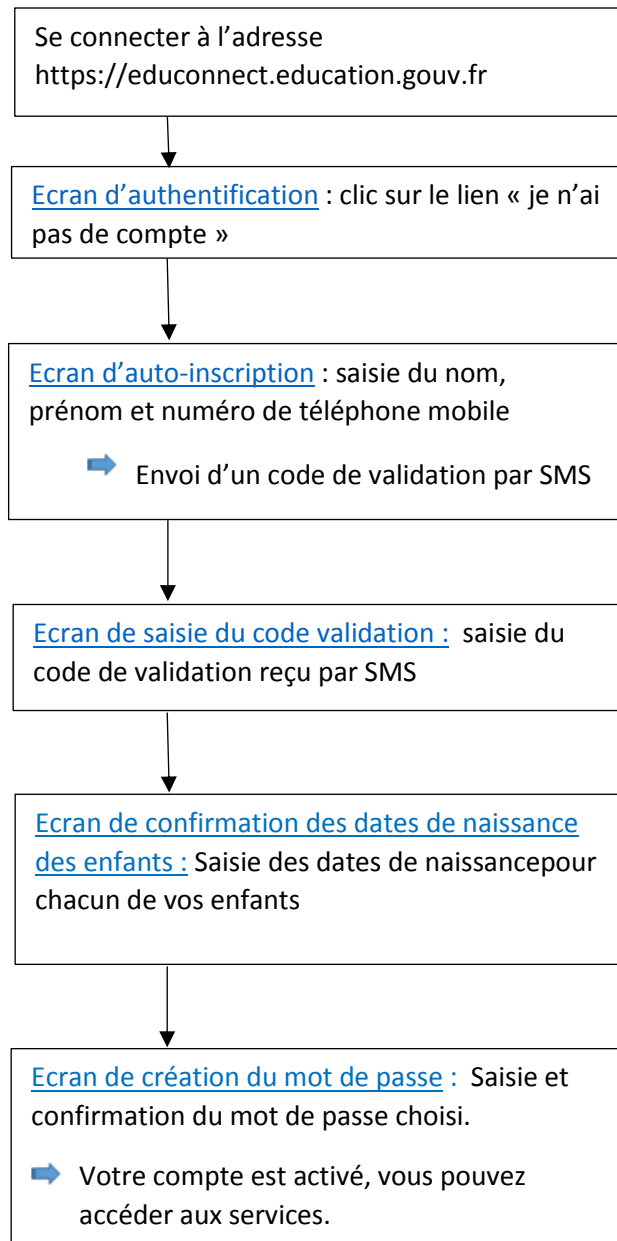 Se connecter à l’adresse
https://educonnect.education.gouv.fr
Ecran d’authentification : clic sur le lien « je n’ai
pas de compte »
Ecran d’auto-inscription : saisie du nom,
prénom et numéro de téléphone mobile
Envoi d’un code de validation par SMS
Ecran de saisie du code validation : saisie du
code de validation reçu par SMS
Ecran de confirmation des dates de naissance
des enfants : Saisie des dates de naissancepour
chacun de vos enfants
Ecran de création du mot de passe : Saisie et
confirmation du mot de passe choisi.
Votre compte est activé, vous pouvez
accéder aux services.